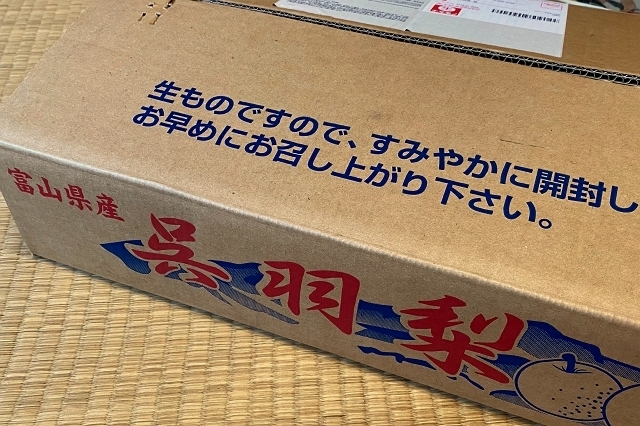 生ものですので、すみやかに開封し
お早めにお召し上がり下さい。
富山県産
呉羽梨